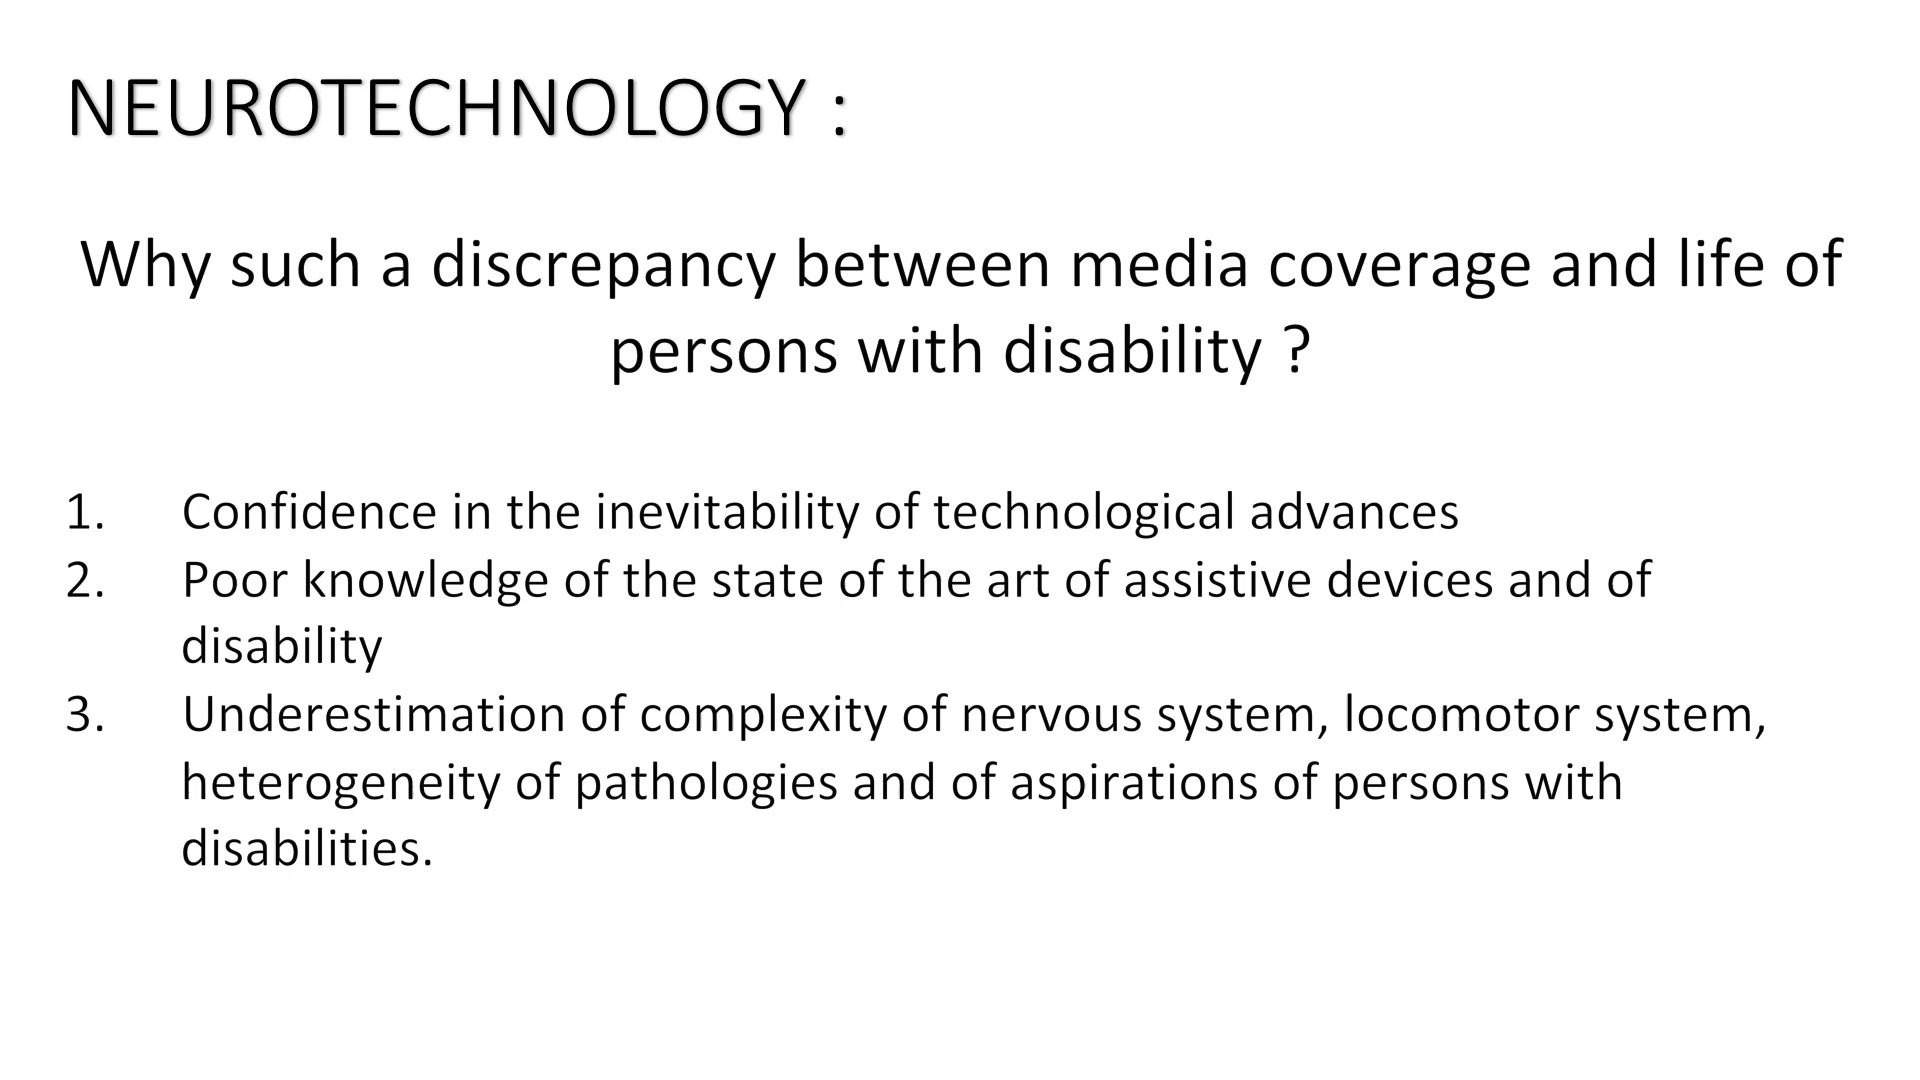 NEUROTECHNOLOGY :
Why such a discrepancy between media coverage and life of
persons with disability ?
1. Confidence in the inevitability of technological advances
2. Poor knowledge of the state of the art of assistive devices and of
disability
3. Underestimation of complexity of nervous system, locomotor system,
heterogeneity of pathologies and of aspirations of persons with
disabilities.